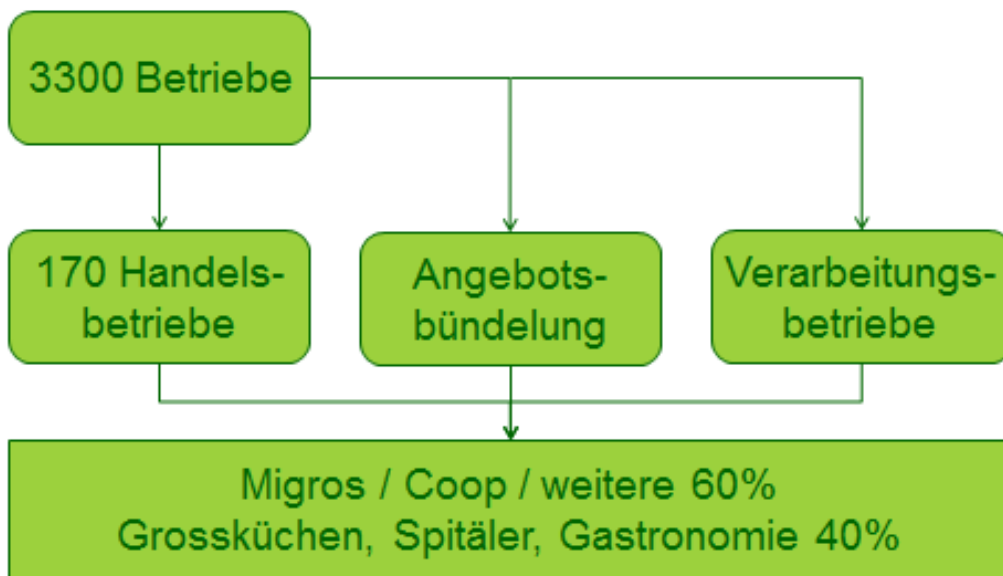 3300 Betriebe
170 Handels-
betriebe
Angebots-
bündelung
Verarbeitungs-
betriebe
Migros / Coop / weitere 60%
Grossküchen, Spitäler, Gastronomie 40%